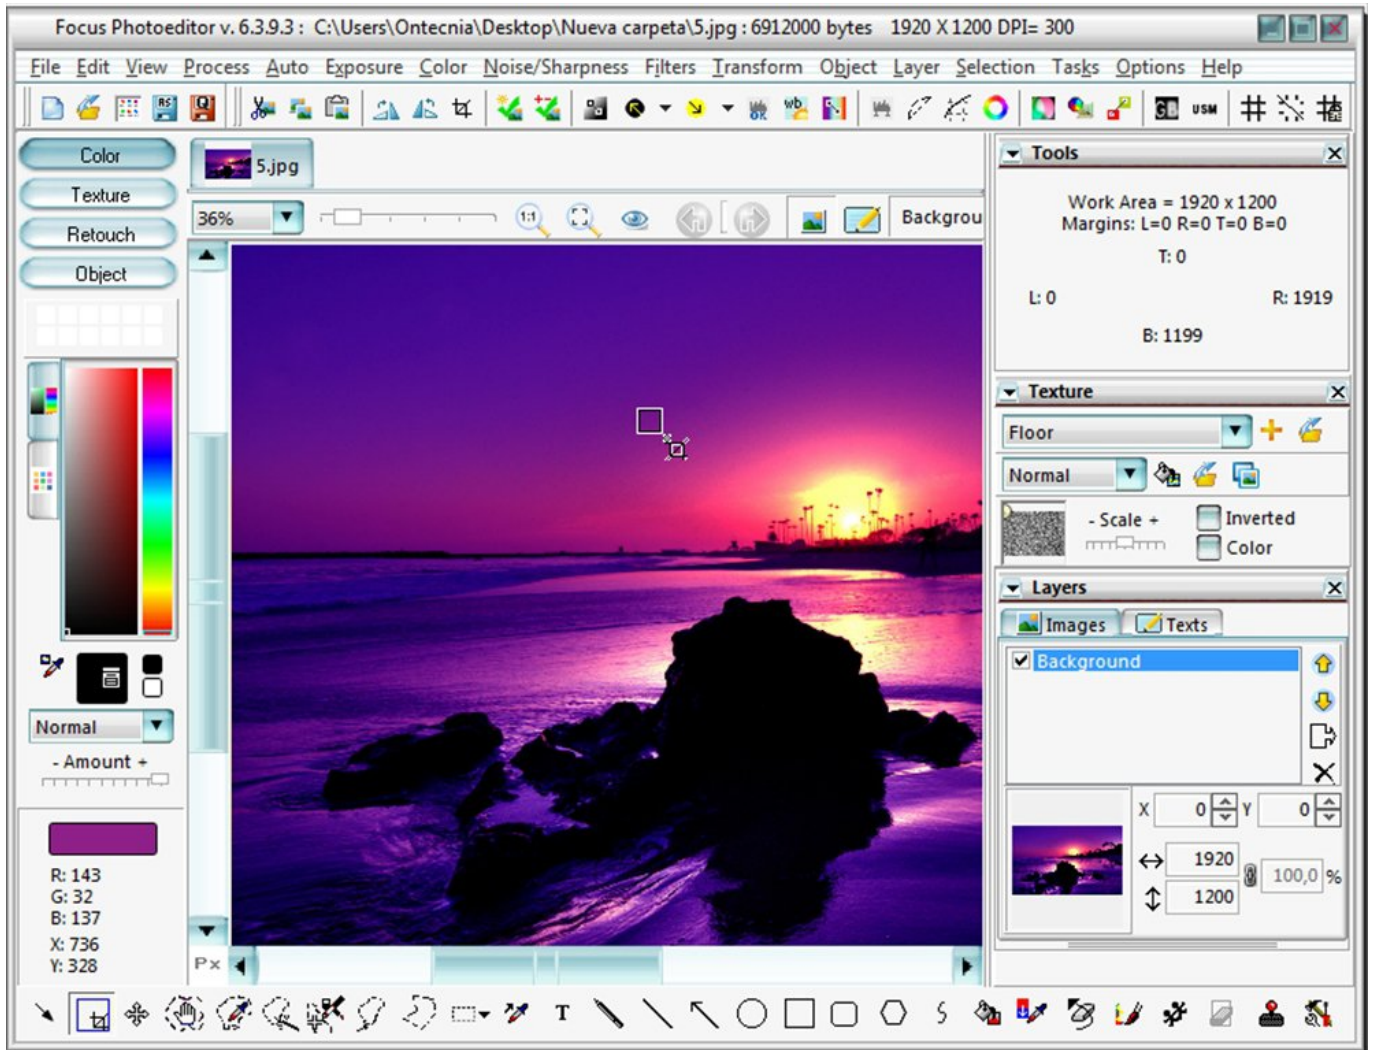 Focus Photoeditor v. 6.3.9.3 : C:\Users\Ontecnia\Desktop\Nueva carpeta\5.jpg : 6912000 bytes 1920 X 1200 DPI= 300
File Edit View Process Auto Exposure Color Noise/Sharpness Filters Transform Object Layer Selection Tasks Options Help
RS Q OK wb GB USM
Color
Texture
Retouch
Object
5.jpg
36% 1:1 Backgrou
Tools
Work Area = 1920 x 1200
Margins: L=0 R=0 T=0 B=0
T: 0
L: 0 R: 1919
B: 1199
Texture
Floor
Normal
- Scale + Inverted
Color
Layers
Images Texts
Background
X 0 Y 0
1920
100,0 %
1200
Normal
- Amount +
R: 143
G: 32
B: 137
X: 736
Y: 328
Px
T